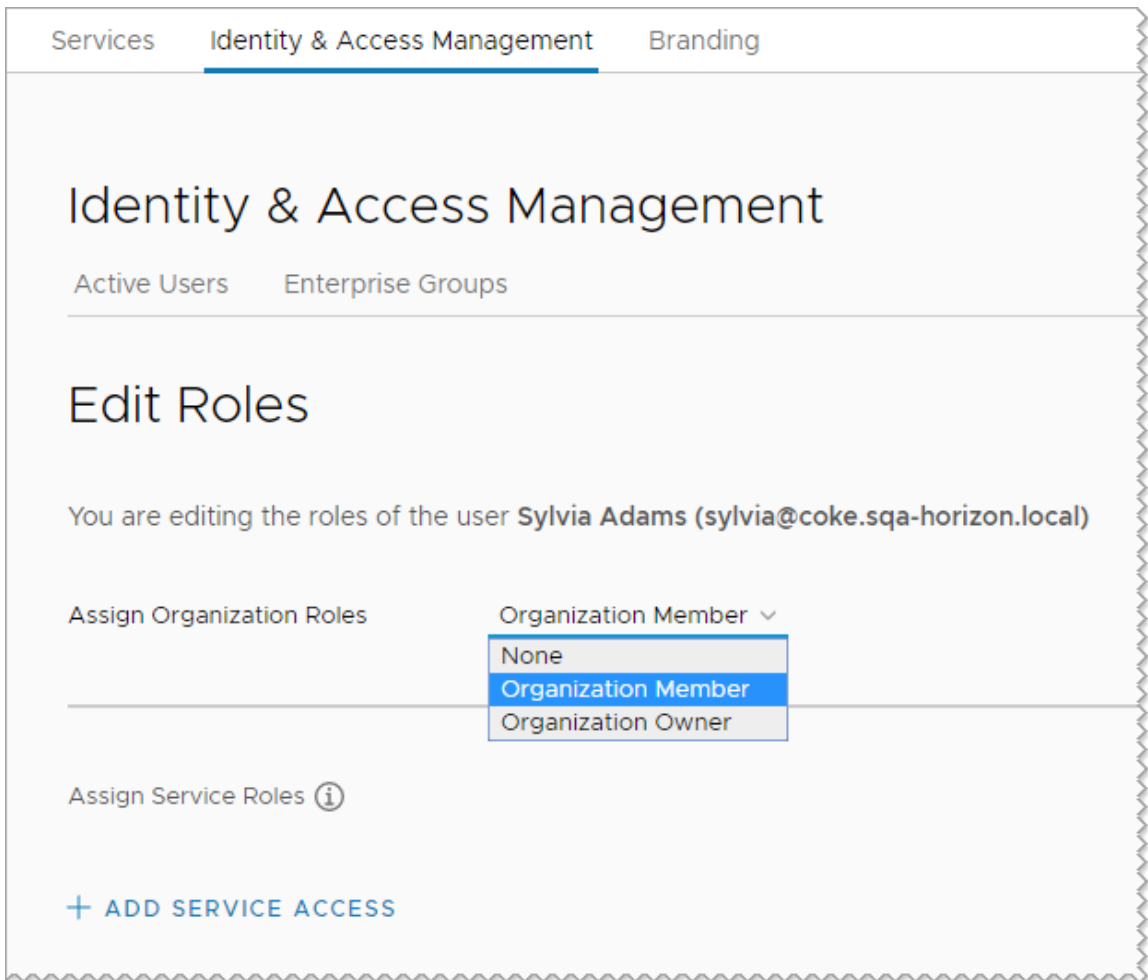 Services Identity & Access Management Branding
Identity & Access Management
Active Users Enterprise Groups
Edit Roles
You are editing the roles of the user Sylvia Adams (sylvia@coke.sqa-horizon.local)
Assign Organization Roles Organization Member
None
Organization Member
Organization Owner
Assign Service Roles
+ ADD SERVICE ACCESS